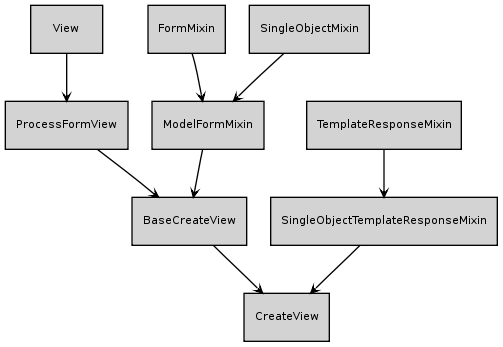 View
FormMixin
SingleObjectMixin
ProcessFormView
ModelFormMixin
TemplateResponseMixin
BaseCreateView
SingleObjectTemplateResponseMixin
CreateView